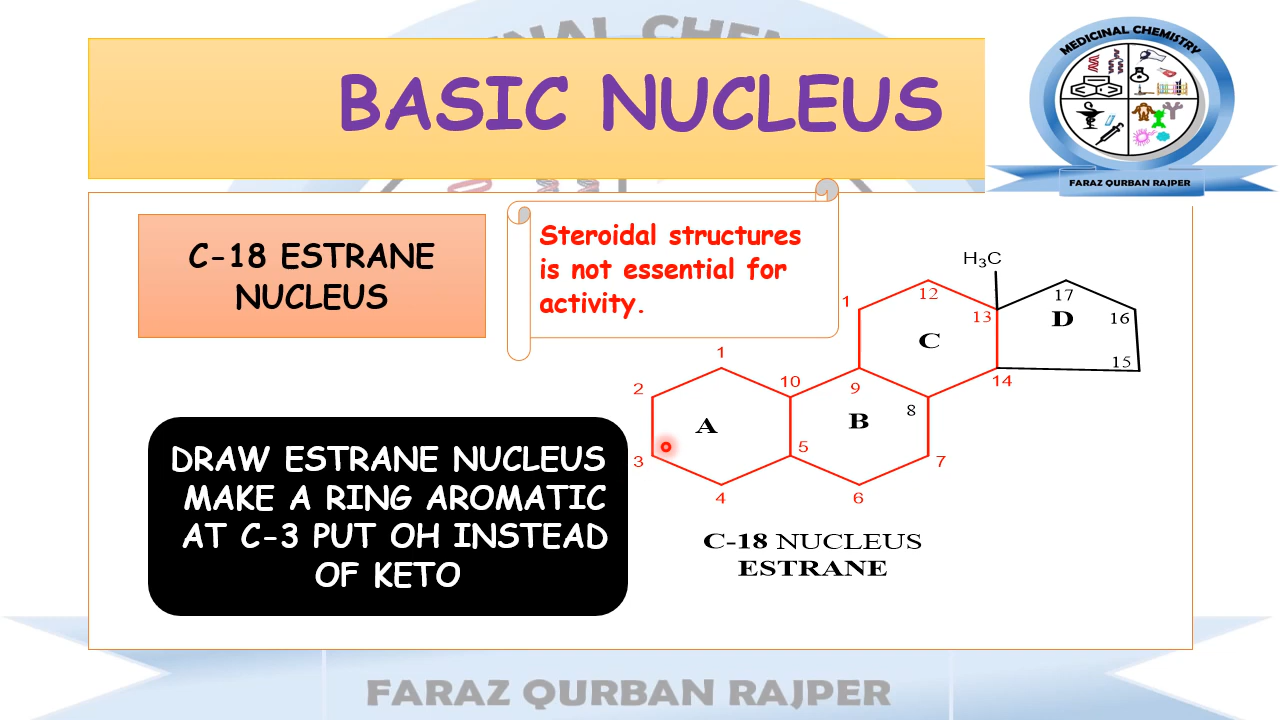 MEDICINAL CHEMISTRY
BASIC NUCLEUS
MEDICINAL CHEMISTRY
FARAZ QURBAN RAJPER
C-18 ESTRANE
NUCLEUS
Steroidal structures
is not essential for
activity.
H₃C
1
12
17
13
D
16
C
15
1
14
2
10
9
8
A
B
3
5
7
4
6
DRAW ESTRANE NUCLEUS
MAKE A RING AROMATIC
AT C-3 PUT OH INSTEAD
OF KETO
C-18 NUCLEUS
ESTRANE
FARAZ QURBAN RAJPER